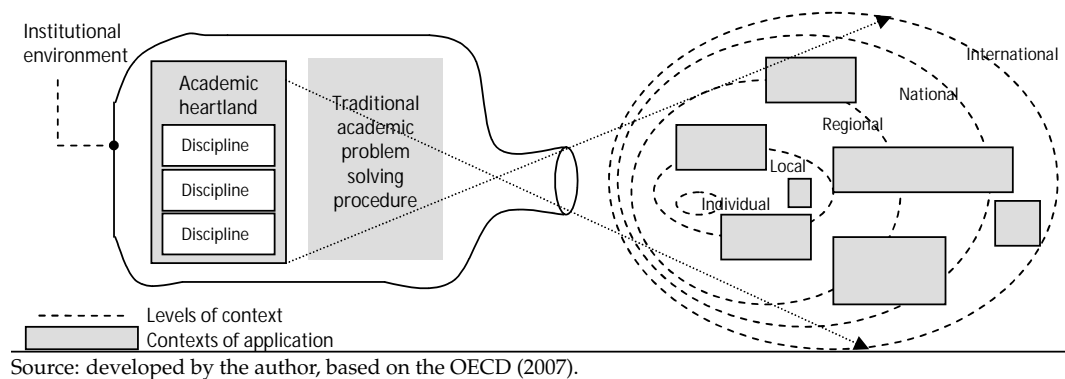 Institutional
environment
Academic
heartland
Discipline
Discipline
Discipline
Traditional
academic
problem
solving
procedure
International
National
Regional
Local
Individual
Levels of context
Contexts of application
Source: developed by the author, based on the OECD (2007).